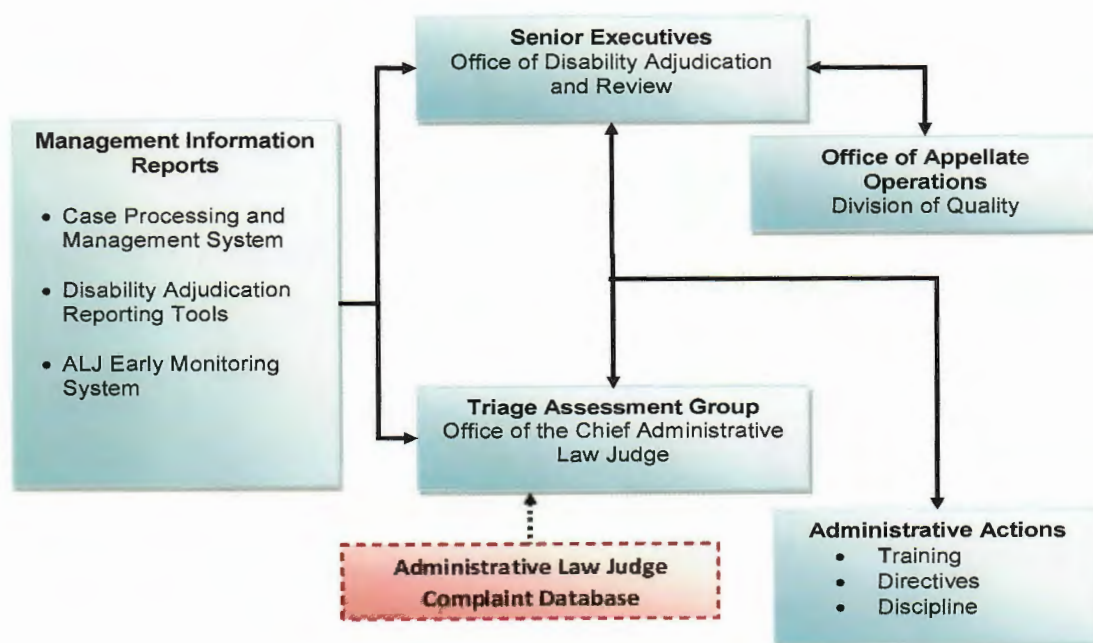 Senior Executives
Office of Disability Adjudication
and Review
Management Information
Reports
• Case Processing and
Management System
• Disability Adjudication
Reporting Tools
• ALJ Early Monitoring
System
Office of Appellate
Operations
Division of Quality
Triage Assessment Group
Office of the Chief Administrative
Law Judge
Administrative Law Judge
Complaint Database
Administrative Actions
• Training
• Directives
• Discipline